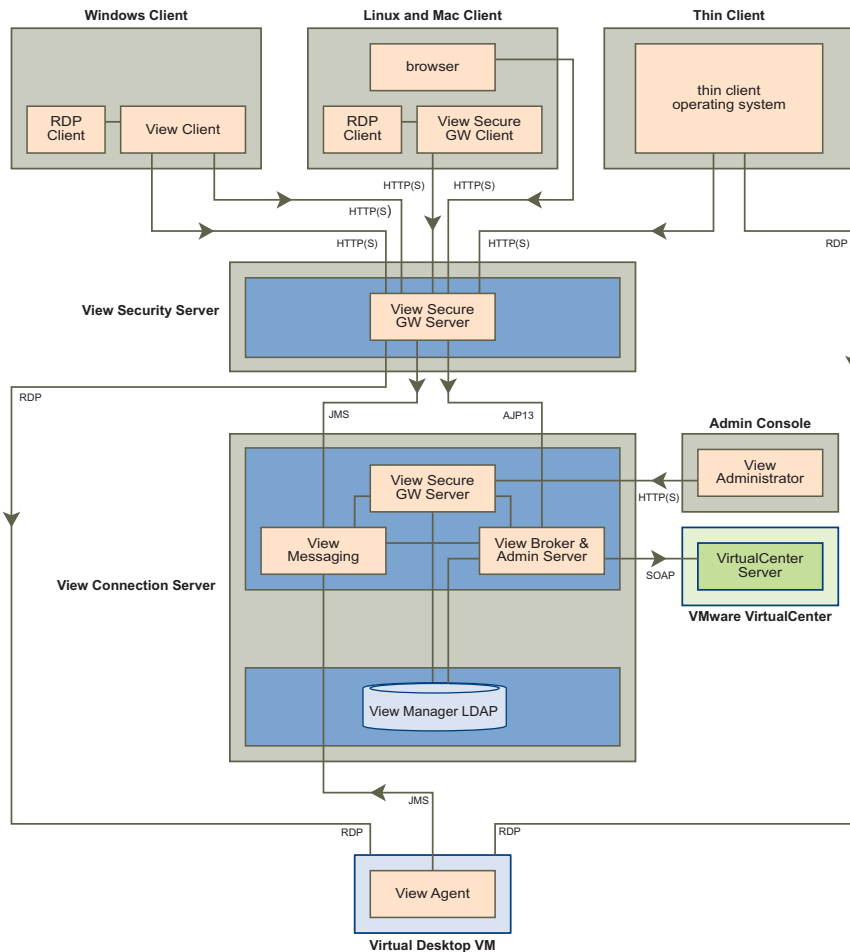 Windows Client
Linux and Mac Client
Thin Client
browser
thin client
operating system
RDP
Client
View Client
RDP
Client
View Secure
GW Client
HTTP(S)
HTTP(S)
HTTP(S)
HTTP(S)
HTTP(S)
RDP
View Security Server
View Secure
GW Server
RDP
JMS
AJP13
Admin Console
View
Administrator
HTTP(S)
View Secure
GW Server
View
Messaging
View Broker &
Admin Server
SOAP
VirtualCenter
Server
VMware VirtualCenter
View Connection Server
View Manager LDAP
JMS
RDP
RDP
View Agent
Virtual Desktop VM